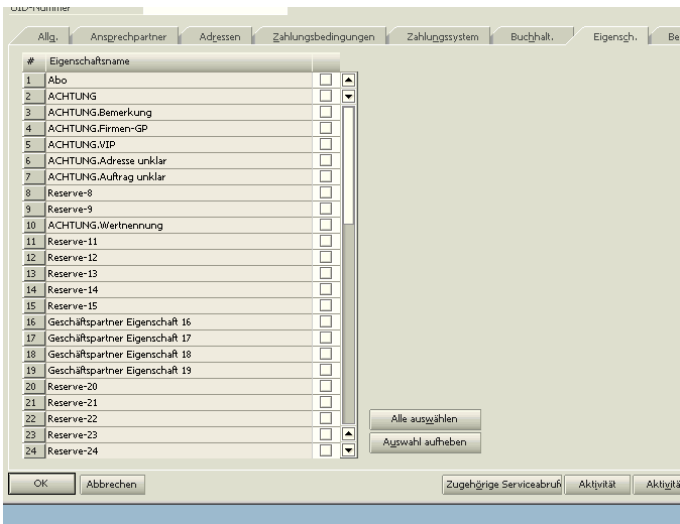 UID-Nummer
Allg. Ansprechpartner Adressen Zahlungsbedingungen Zahlungssystem Buchhalt. Eigensch. Be
# Eigenschaftsname
1 Abo
2 ACHTUNG
3 ACHTUNG.Bemerkung
4 ACHTUNG.Firmen-GP
5 ACHTUNG.VIP
6 ACHTUNG.Adresse unklar
7 ACHTUNG.Auftrag unklar
8 Reserve-8
9 Reserve-9
10 ACHTUNG.Wertnennung
11 Reserve-11
12 Reserve-12
13 Reserve-13
14 Reserve-14
15 Reserve-15
16 Geschäftspartner Eigenschaft 16
17 Geschäftspartner Eigenschaft 17
18 Geschäftspartner Eigenschaft 18
19 Geschäftspartner Eigenschaft 19
20 Reserve-20
21 Reserve-21
22 Reserve-22
Alle auswählen
23 Reserve-23
Auswahl aufheben
24 Reserve-24
OK Abbrechen Zugehörige Serviceabruf Aktivität Aktivitä